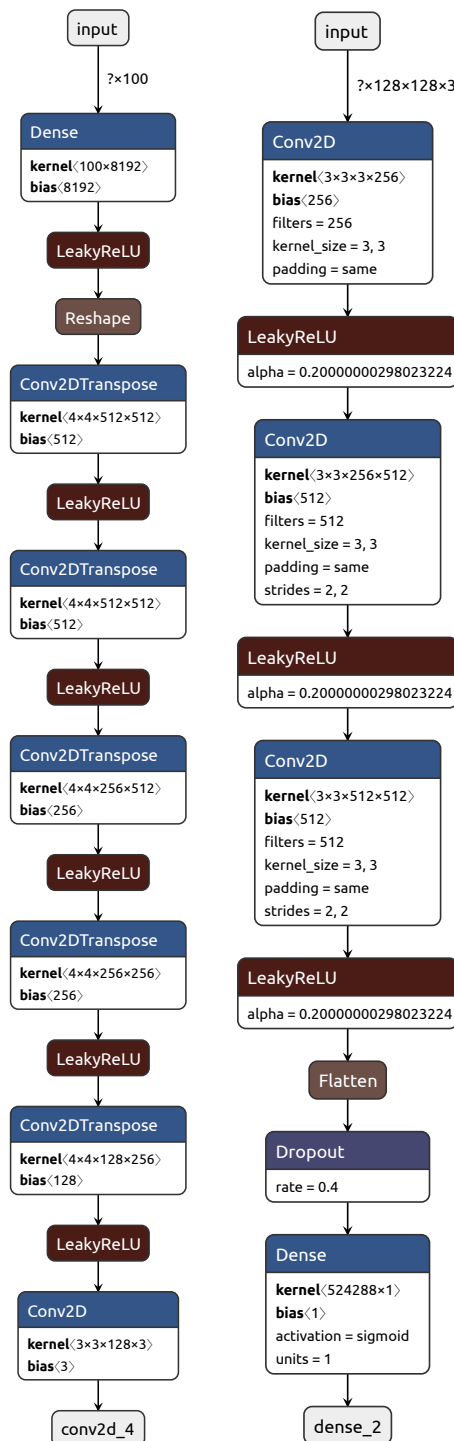 input
?×100
Dense
kernel⟨100×8192⟩
bias⟨8192⟩
LeakyReLU
Reshape
Conv2DTranspose
kernel⟨4×4×512×512⟩
bias⟨512⟩
LeakyReLU
Conv2DTranspose
kernel⟨4×4×512×512⟩
bias⟨512⟩
LeakyReLU
Conv2DTranspose
kernel⟨4×4×256×512⟩
bias⟨256⟩
LeakyReLU
Conv2DTranspose
kernel⟨4×4×256×256⟩
bias⟨256⟩
LeakyReLU
Conv2DTranspose
kernel⟨4×4×128×256⟩
bias⟨128⟩
LeakyReLU
Conv2D
kernel⟨3×3×128×3⟩
bias⟨3⟩
conv2d_4
input
?×128×128×3
Conv2D
kernel⟨3×3×3×256⟩
bias⟨256⟩
filters = 256
kernel_size = 3, 3
padding = same
LeakyReLU
alpha = 0.20000000298023224
Conv2D
kernel⟨3×3×256×512⟩
bias⟨512⟩
filters = 512
kernel_size = 3, 3
padding = same
strides = 2, 2
LeakyReLU
alpha = 0.20000000298023224
Conv2D
kernel⟨3×3×512×512⟩
bias⟨512⟩
filters = 512
kernel_size = 3, 3
padding = same
strides = 2, 2
LeakyReLU
alpha = 0.20000000298023224
Flatten
Dropout
rate = 0.4
Dense
kernel⟨524288×1⟩
bias⟨1⟩
activation = sigmoid
units = 1
dense_2